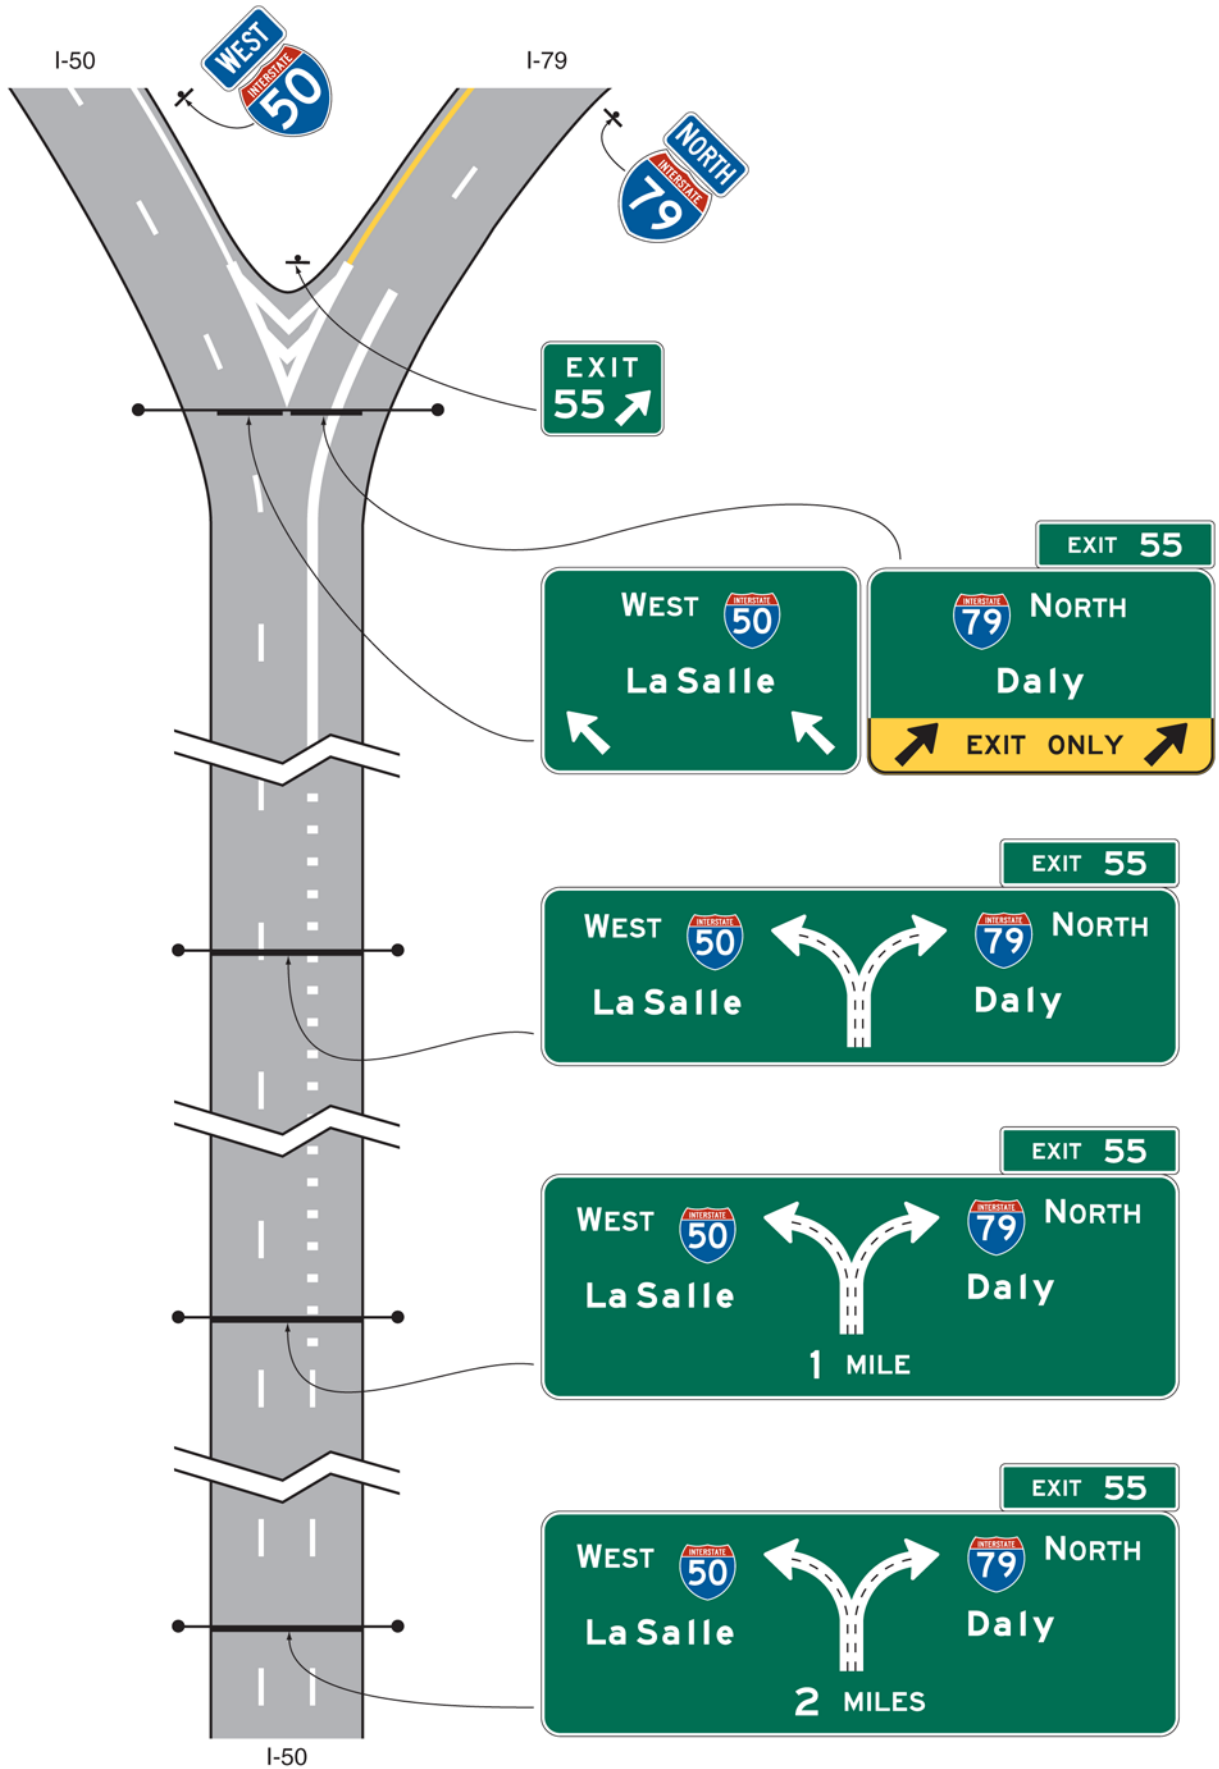 I-50
WEST
INTERSTATE
50
I-79
NORTH
INTERSTATE
79
EXIT
55
EXIT 55
WEST INTERSTATE 50
La Salle
INTERSTATE 79 NORTH
Daly
EXIT ONLY
EXIT 55
WEST INTERSTATE 50 INTERSTATE 79 NORTH
La Salle Daly
EXIT 55
WEST INTERSTATE 50 INTERSTATE 79 NORTH
La Salle Daly
1 MILE
EXIT 55
WEST INTERSTATE 50 INTERSTATE 79 NORTH
La Salle Daly
2 MILES
I-50